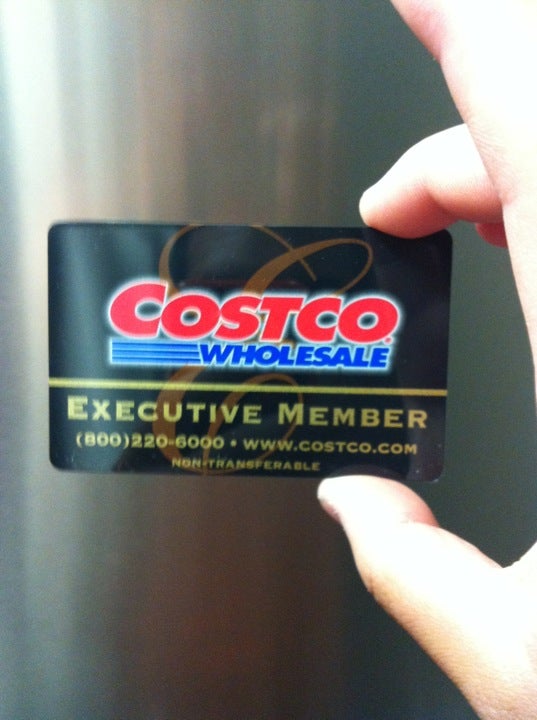 COSTCO
WHOLESALE
EXECUTIVE MEMBER
(800)220-6000 • WWW.COSTCO.COM
NON-TRANSFERABLE